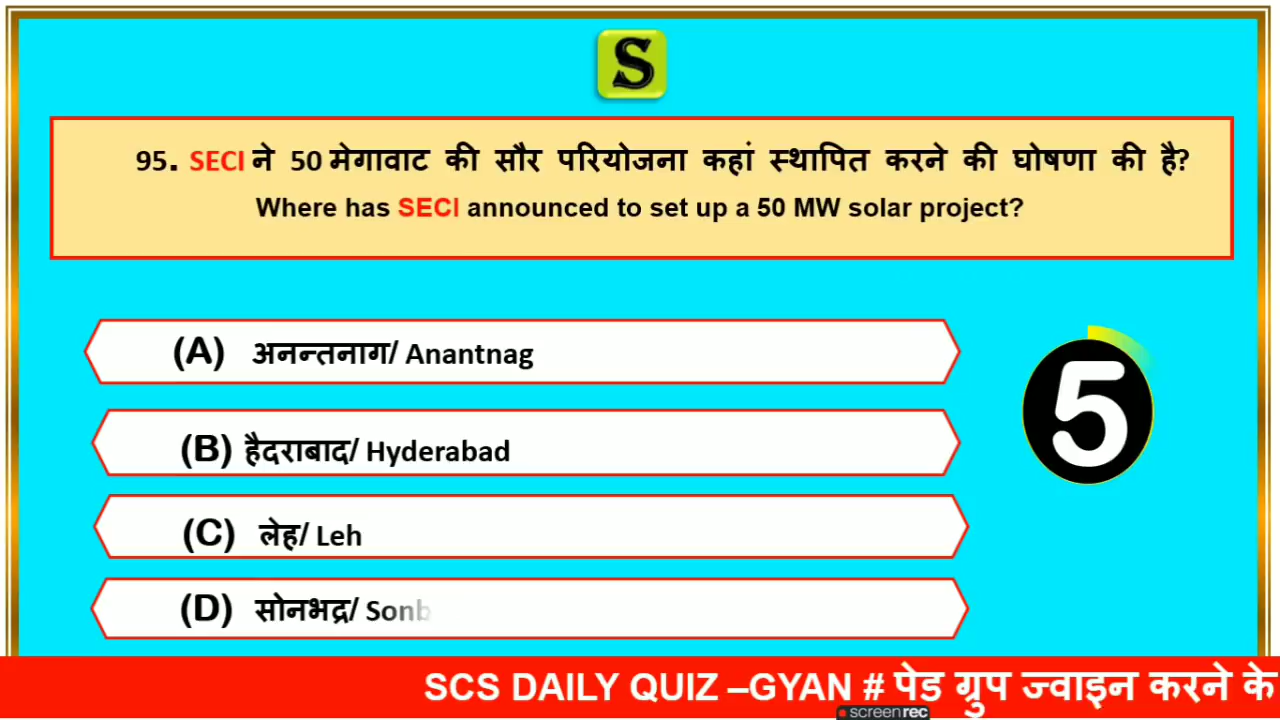 S
95. SECI ने 50 मेगावाट की सौर परियोजना कहां स्थापित करने की घोषणा की है?
Where has SECI announced to set up a 50 MW solar project?
(A) अनन्तनाग/ Anantnag
(B) हैदराबाद/ Hyderabad
(C) लेह/ Leh
(D) सोनभद्र/ Sonb
5
SCS DAILY QUIZ –GYAN # पेड ग्रुप ज्वाइन करने के
screenrec